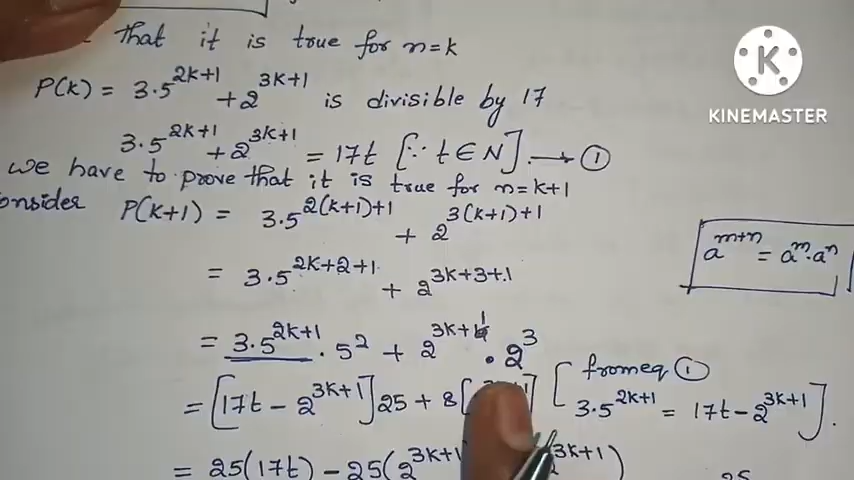 that it is true for n=k
P(k) = 3·5^{2k+1} + 2^{3k+1} is divisible by 17
3·5^{2k+1} + 2^{3k+1} = 17t [∵ t∈N] → ①
we have to prove that it is true for n=k+1
P(k+1) = 3·5^{2(k+1)+1} + 2^{3(k+1)+1}
= 3·5^{2k+2+1} + 2^{3k+3+1}
a^{m+n} = a^m·a^n
= 3·5^{2k+1}·5^2 + 2^{3k+1}·2^3
= [17t - 2^{3k+1}]25 + 8[
[from eq ①
3·5^{2k+1} = 17t - 2^{3k+1}].
= 25(17t) - 25(2^{3k+1}
3k+1)
25
K
KINEMASTER